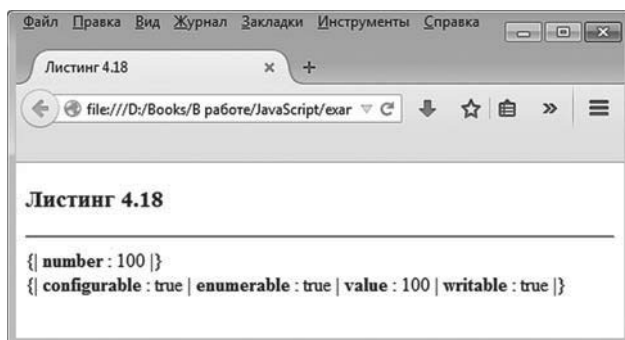 Файл Правка Вид Журнал Закладки Инструменты Справка
Листинг 4.18
file:///D:/Books/В работе/JavaScript/exar
Листинг 4.18
{| number : 100 |}
{| configurable : true | enumerable : true | value : 100 | writable : true |}